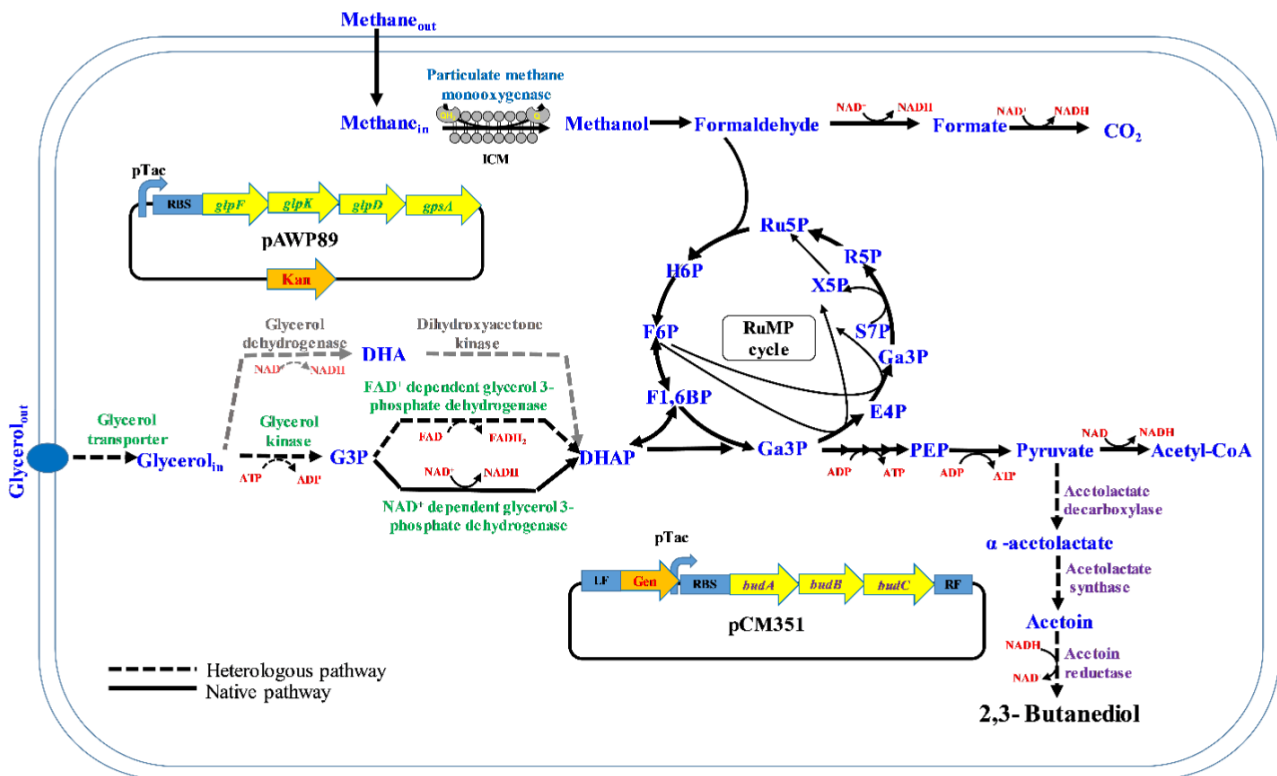 Methaneout
Particulate methane
monooxygenase
Methanein
ICM
Methanol
Formaldehyde
NAD+
NADH
Formate
NAD+
NADH
CO2
pTac
RBS
glpF
glpK
glpD
gpsA
pAWP89
Kan
Ru5P
H6P
R5P
X5P
F6P
RuMP
cycle
S7P
Ga3P
F1,6BP
E4P
Glycerol
dehydrogenase
NAD
NADH
DHA
Dihydroxyacetone
kinase
FAD+ dependent glycerol 3-
phosphate dehydrogenase
FAD
FADH2
Glycerolout
Glycerol
transporter
Glycerolin
Glycerol
kinase
ATP
ADP
G3P
NAD+
NADH
NAD+ dependent glycerol 3-
phosphate dehydrogenase
DHAP
Ga3P
ADP
ATP
PEP
ADP
ATP
Pyruvate
NAD
NADH
Acetyl-CoA
Acetolactate
decarboxylase
α -acetolactate
Acetolactate
synthase
Acetoin
NADH
NAD
Acetoin
reductase
2,3- Butanediol
pTac
LF
Gen
RBS
budA
budB
budC
RF
pCM351
Heterologous pathway
Native pathway